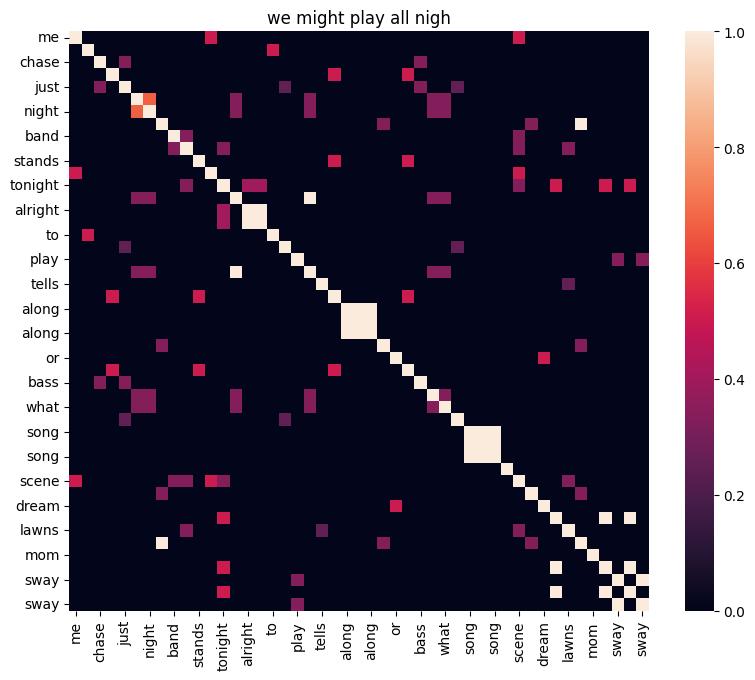 we might play all nigh
me
chase
just
night
band
stands
tonight
alright
to
play
tells
along
along
or
bass
what
song
song
scene
dream
lawns
mom
sway
sway
1.0
0.8
0.6
0.4
0.2
0.0
me
chase
just
night
band
stands
tonight
alright
to
play
tells
along
along
or
bass
what
song
song
scene
dream
lawns
mom
sway
sway